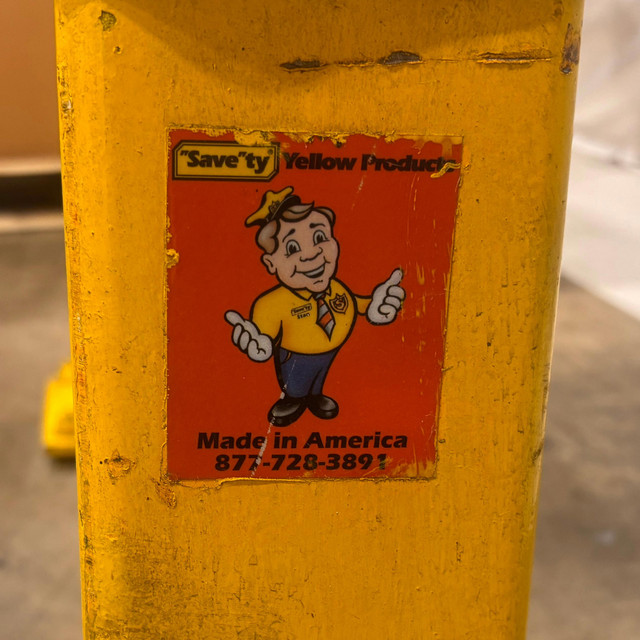 "Save"ty Yellow Products
Made in America
877-728-3891